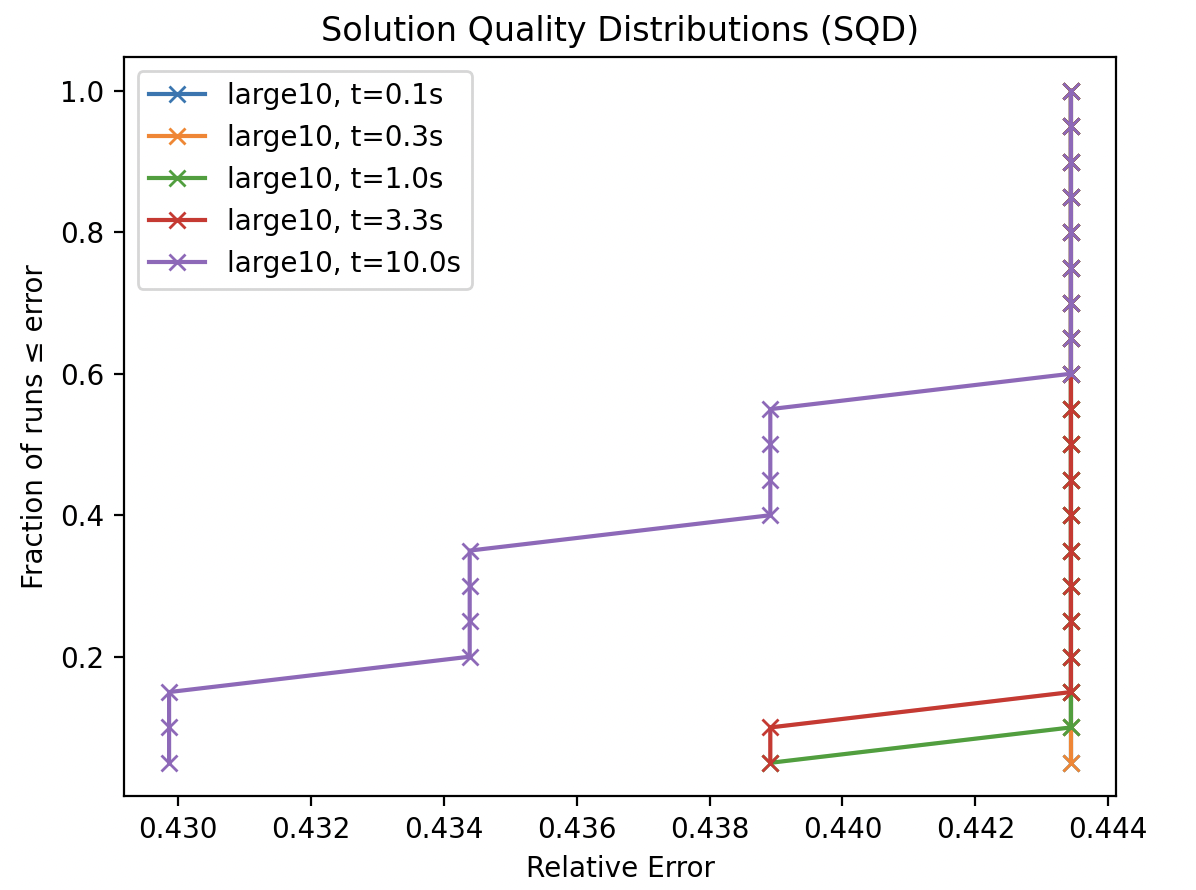 Solution Quality Distributions (SQD)
large10, t=0.1s
large10, t=0.3s
large10, t=1.0s
large10, t=3.3s
large10, t=10.0s
Fraction of runs ≤ error
1.0
0.8
0.6
0.4
0.2
0.430 0.432 0.434 0.436 0.438 0.440 0.442 0.444
Relative Error